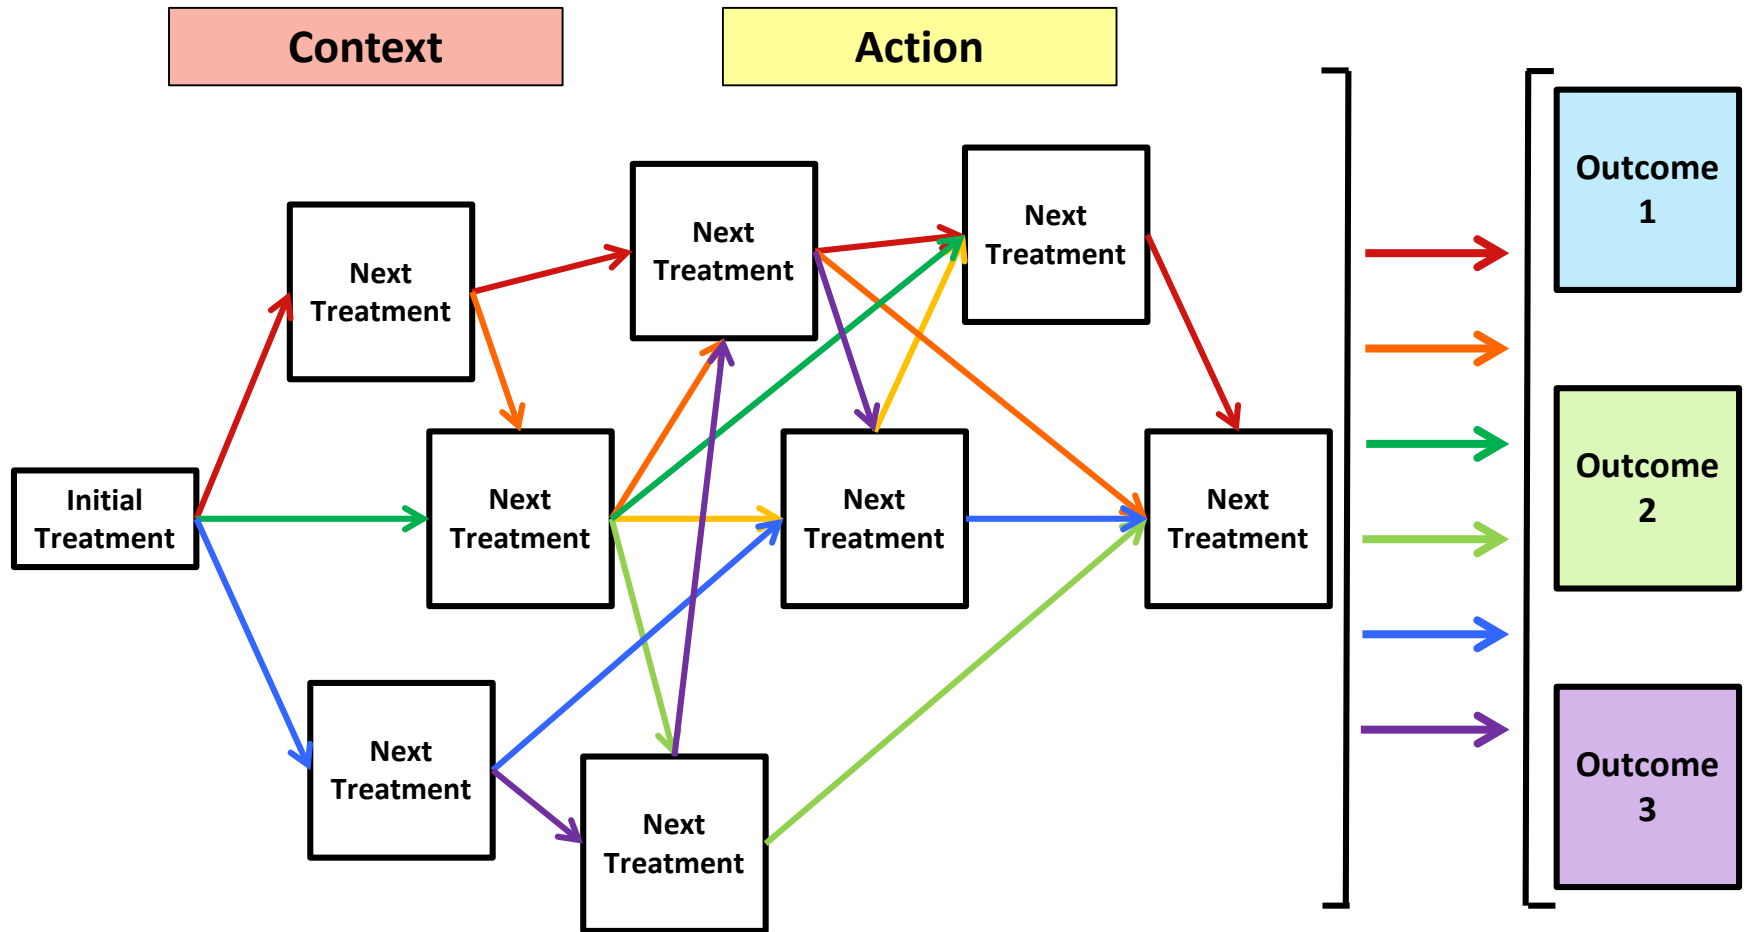 Context
Action
Outcome
1
Next
Treatment
Next
Treatment
Next
Treatment
Initial
Treatment
Next
Treatment
Next
Treatment
Next
Treatment
Outcome
2
Next
Treatment
Next
Treatment
Outcome
3